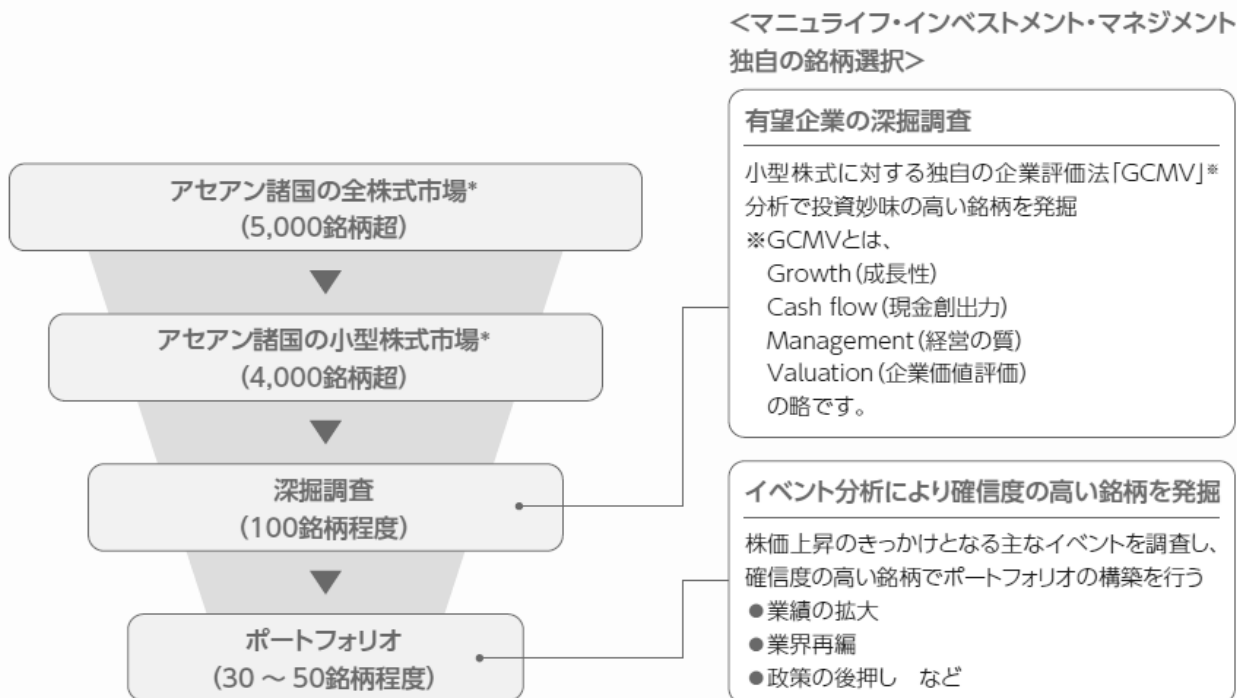 アセアン諸国の全株式市場*
(5,000銘柄超)
アセアン諸国の小型株式市場*
(4,000銘柄超)
深掘調査
(100銘柄程度)
ポートフォリオ
(30 ～ 50銘柄程度)
<マニュライフ・インベストメント・マネジメント
独自の銘柄選択>
有望企業の深掘調査
小型株式に対する独自の企業評価法「GCMV」※
分析で投資妙味の高い銘柄を発掘
※GCMVとは、
Growth(成長性)
Cash flow(現金創出力)
Management(経営の質)
Valuation(企業価値評価)
の略です。
イベント分析により確信度の高い銘柄を発掘
株価上昇のきっかけとなる主なイベントを調査し、
確信度の高い銘柄でポートフォリオの構築を行う
●業績の拡大
●業界再編
●政策の後押し　など